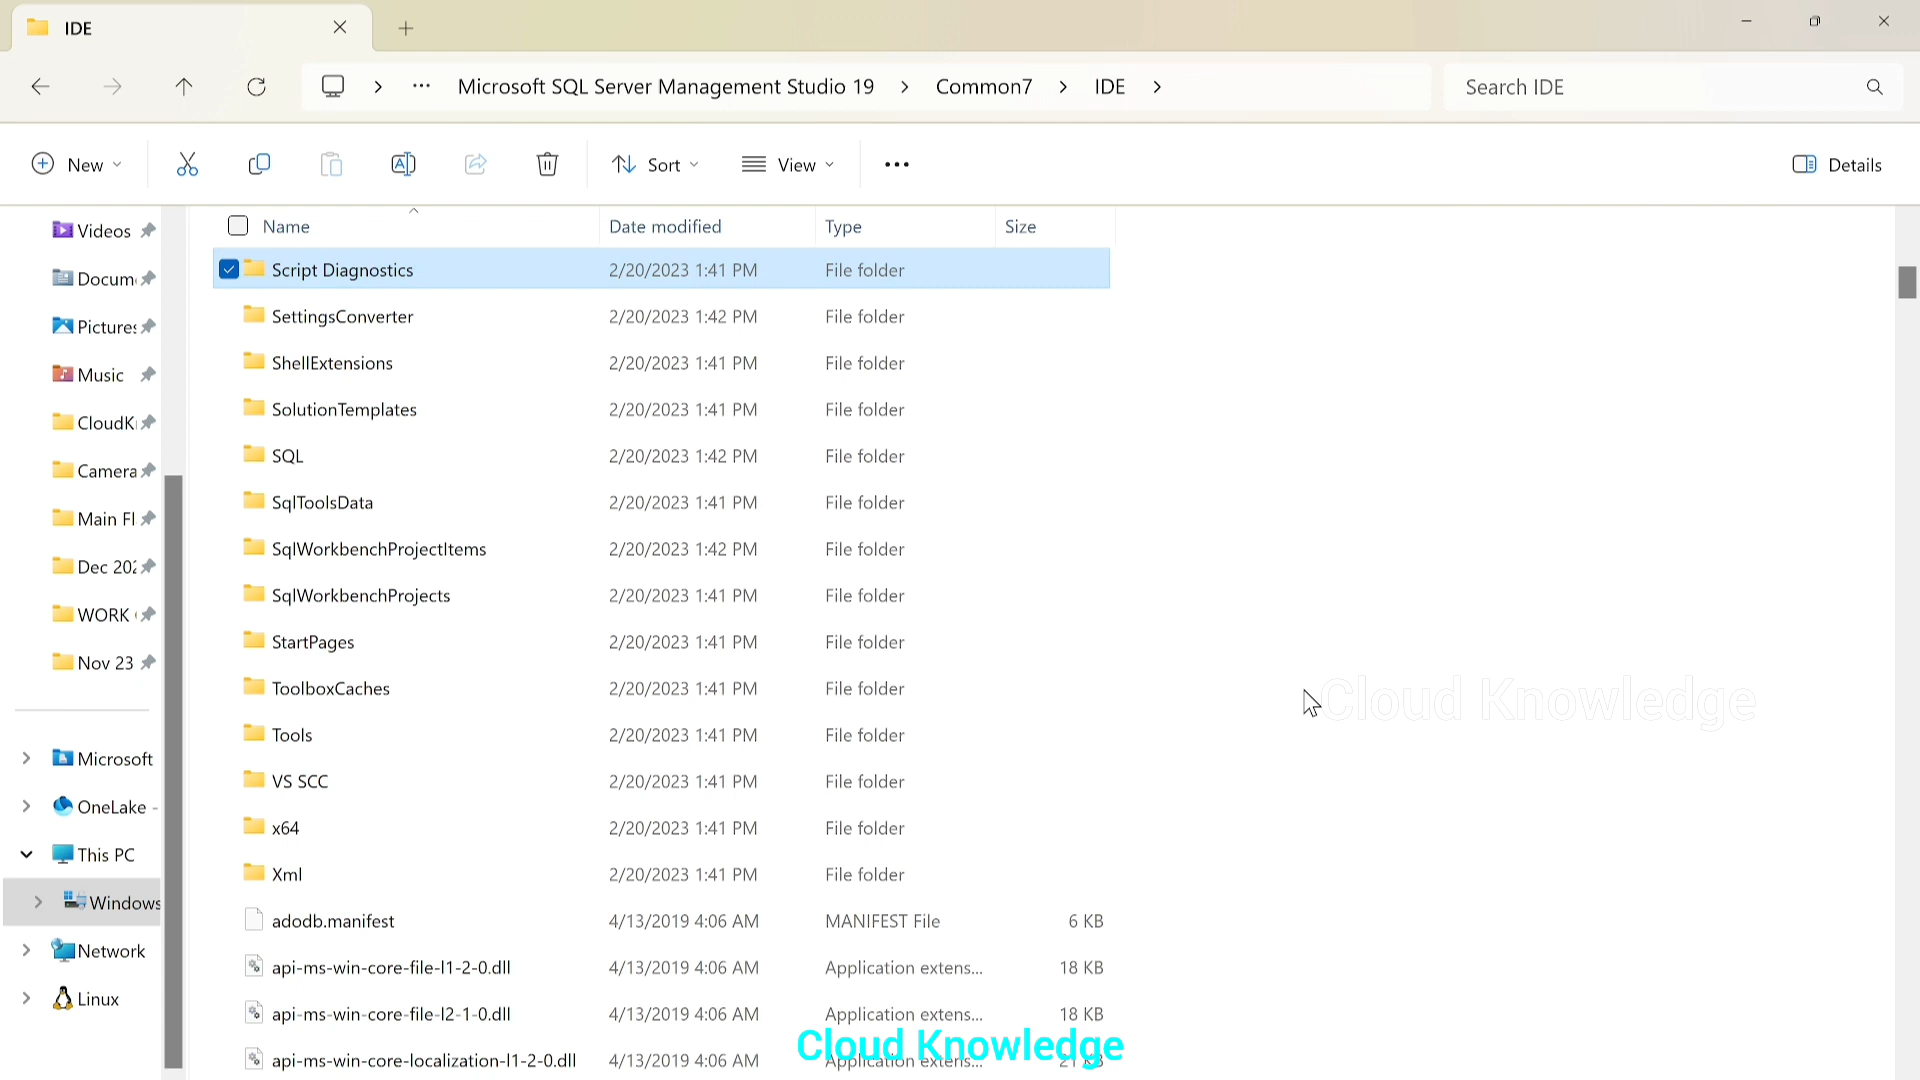 IDE
Microsoft SQL Server Management Studio 19 > Common7 > IDE >
Search IDE
New
Sort
View
Details
Name Date modified Type Size
Script Diagnostics 2/20/2023 1:41 PM File folder
SettingsConverter 2/20/2023 1:42 PM File folder
ShellExtensions 2/20/2023 1:41 PM File folder
SolutionTemplates 2/20/2023 1:41 PM File folder
SQL 2/20/2023 1:42 PM File folder
SqlToolsData 2/20/2023 1:41 PM File folder
SqlWorkbenchProjectItems 2/20/2023 1:42 PM File folder
SqlWorkbenchProjects 2/20/2023 1:41 PM File folder
StartPages 2/20/2023 1:41 PM File folder
ToolboxCaches 2/20/2023 1:41 PM File folder
Tools 2/20/2023 1:41 PM File folder
VS SCC 2/20/2023 1:41 PM File folder
x64 2/20/2023 1:41 PM File folder
Xml 2/20/2023 1:41 PM File folder
adodb.manifest 4/13/2019 4:06 AM MANIFEST File 6 KB
api-ms-win-core-file-l1-2-0.dll 4/13/2019 4:06 AM Application extens... 18 KB
api-ms-win-core-file-l2-1-0.dll 4/13/2019 4:06 AM Application extens... 18 KB
api-ms-win-core-localization-l1-2-0.dll 4/13/2019 4:06 AM Application extens... 21 KB
Videos
Docum
Pictures
Music
CloudK
Camera
Main Fl
Dec 202
WORK
Nov 23
Microsoft
OneLake -
This PC
Windows
Network
Linux
Cloud Knowledge
Cloud Knowledge